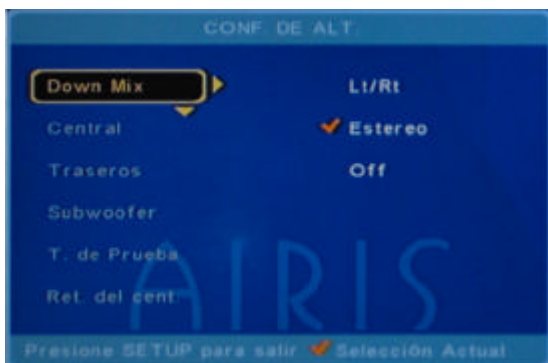 CONF. DE ALT.
Down Mix
Lt/Rt
Central
Estereo
Traseros
Off
Subwoofer
T. de Prueba
Ret. del cent.
AIRIS
Presione SETUP para salir Selección Actual